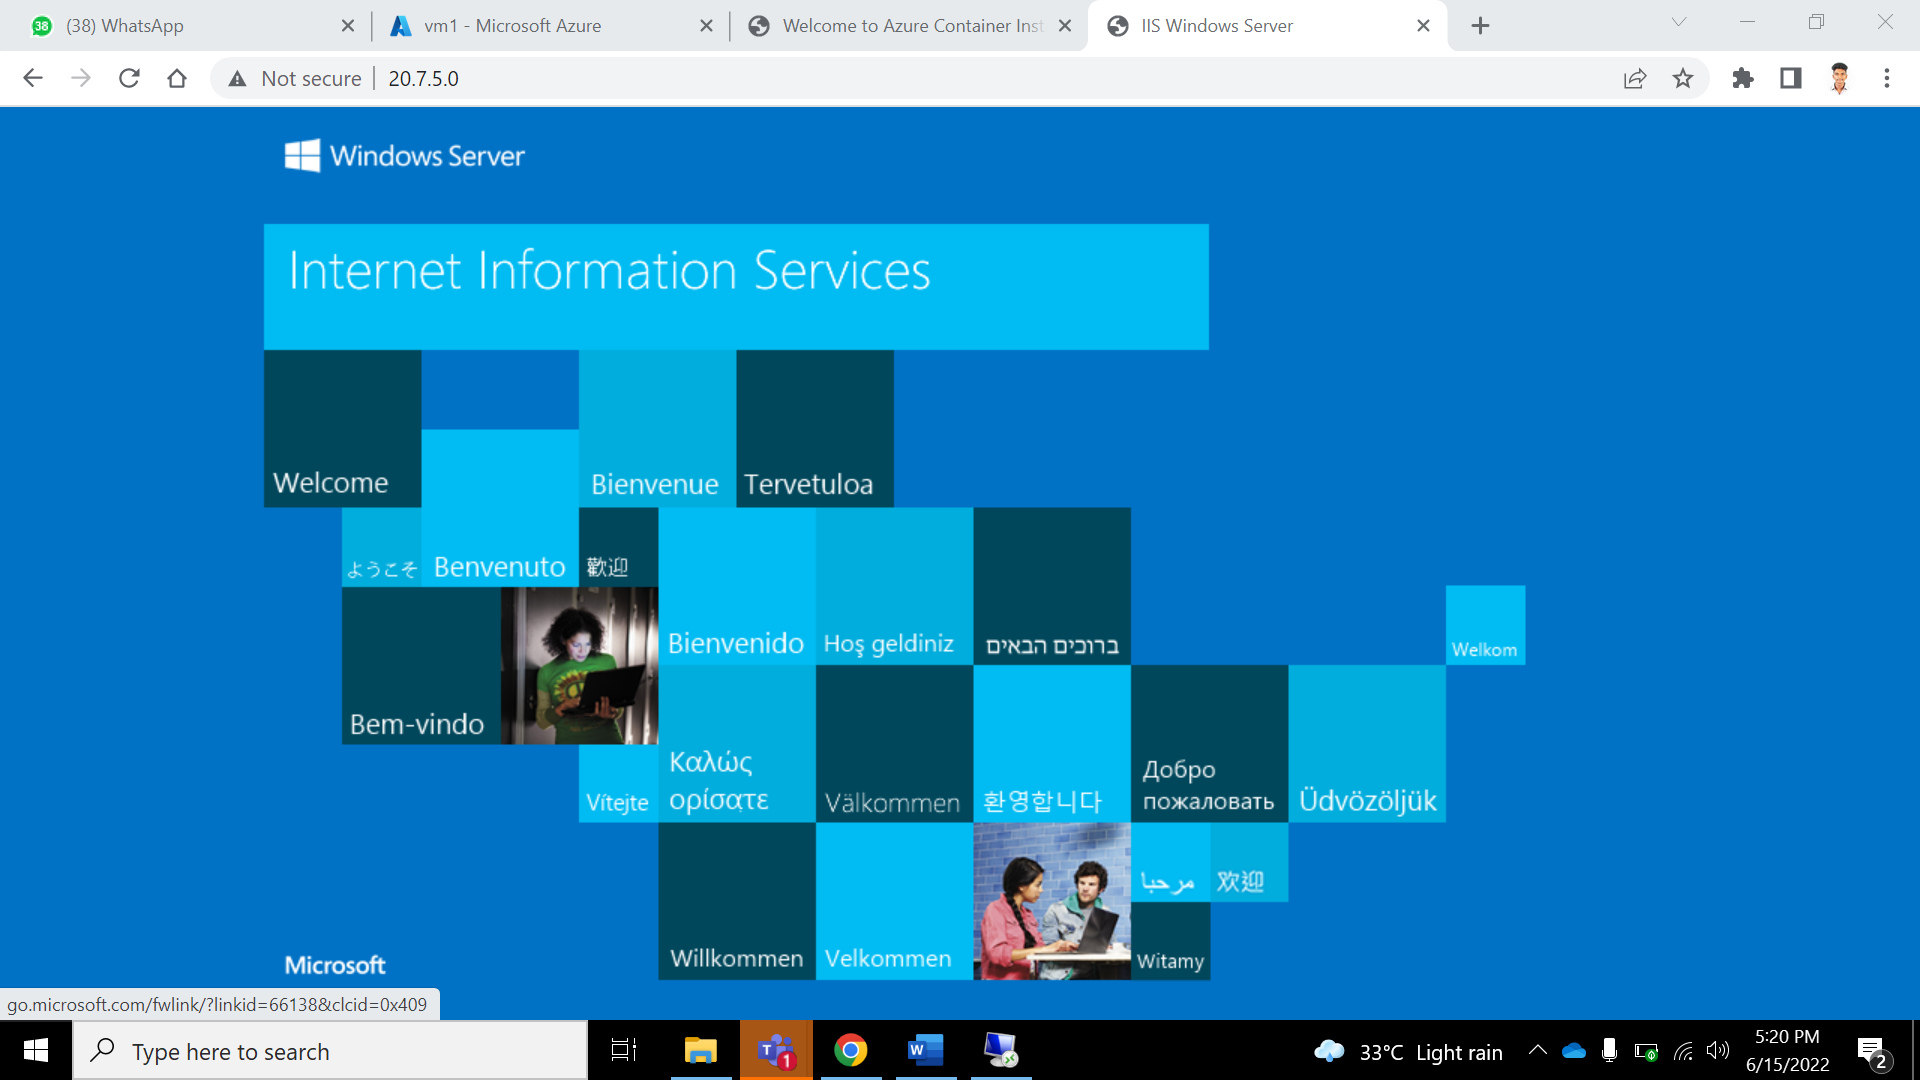 38
(38) WhatsApp
vm1 - Microsoft Azure
Welcome to Azure Container Inst
IIS Windows Server
Not secure
20.7.5.0
Windows Server
Internet Information Services
Welcome
Bienvenue
Tervetuloa
ようこそ
Benvenuto
歡迎
Bienvenido
Hoş geldiniz
ברוכים הבאים
Welkom
Bem-vindo
Vítejte
Καλώς
ορίσατε
Välkommen
환영합니다
Добро
пожаловать
Üdvözöljük
مرحبا
欢迎
Willkommen
Velkommen
Witamy
Microsoft
go.microsoft.com/fwlink/?linkid=66138&clcid=0x409
Type here to search
T
1
W
33°C Light rain
5:20 PM
6/15/2022
2